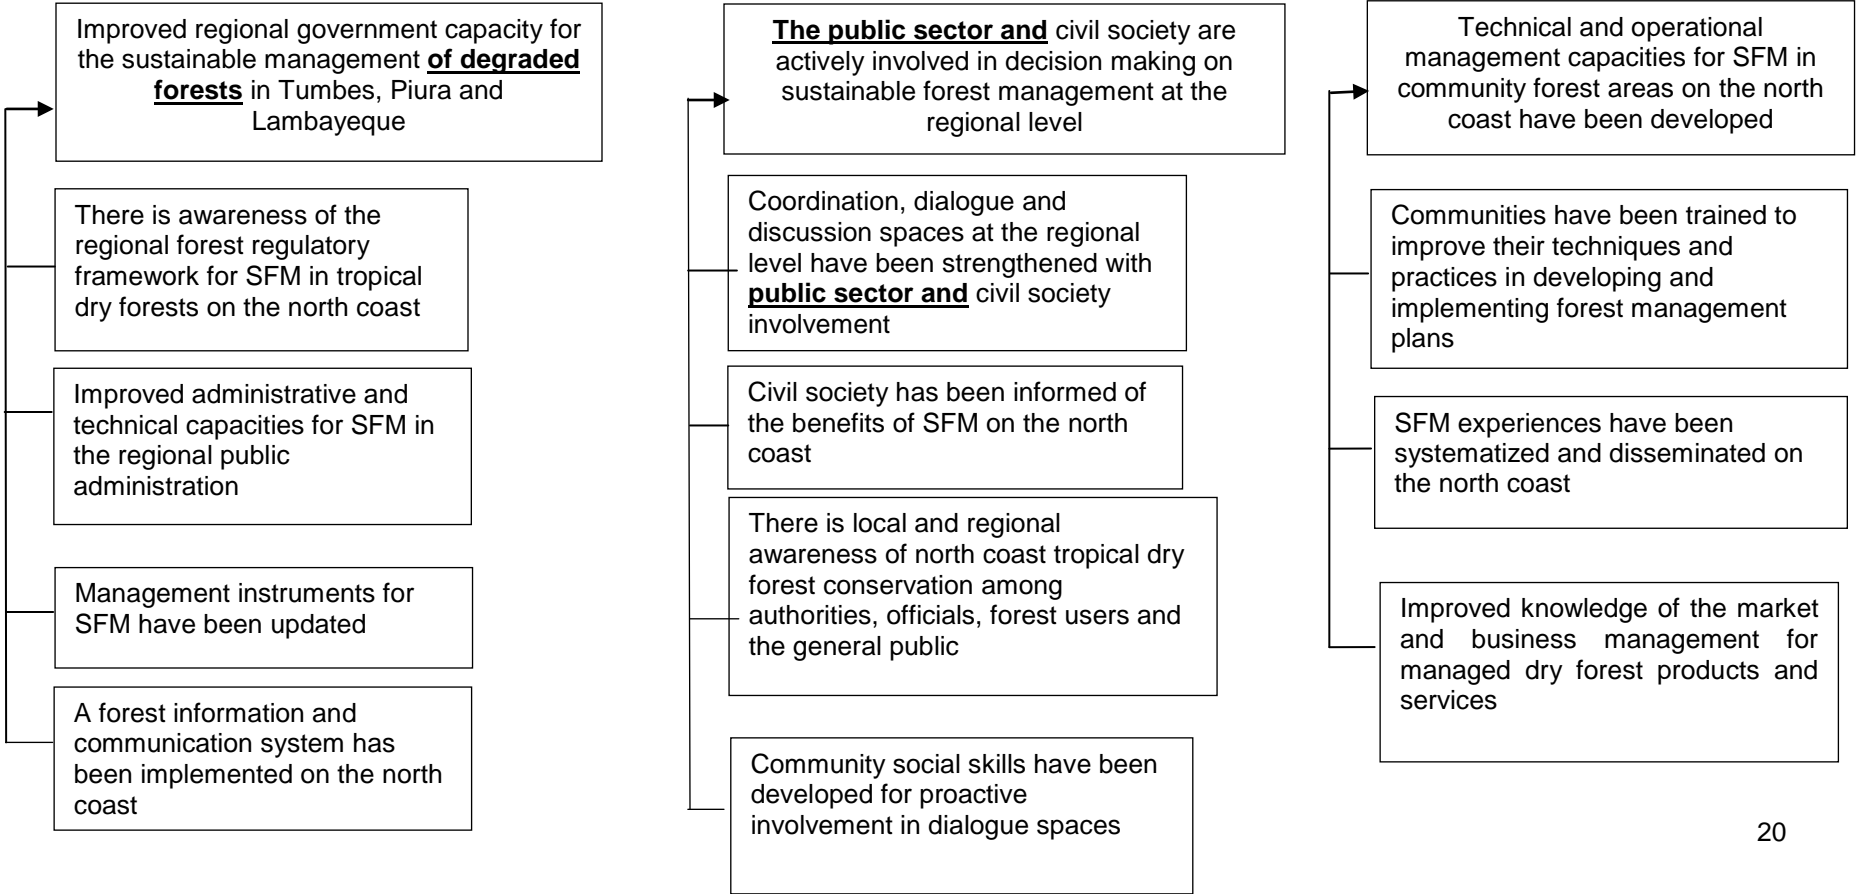 Improved regional government capacity for
the sustainable management of degraded
forests in Tumbes, Piura and
Lambayeque
There is awareness of the
regional forest regulatory
framework for SFM in tropical
dry forests on the north coast
Improved administrative and
technical capacities for SFM in
the regional public
administration
Management instruments for
SFM have been updated
A forest information and
communication system has
been implemented on the north
coast
The public sector and civil society are
actively involved in decision making on
sustainable forest management at the
regional level
Coordination, dialogue and
discussion spaces at the regional
level have been strengthened with
public sector and civil society
involvement
Civil society has been informed of
the benefits of SFM on the north
coast
There is local and regional
awareness of north coast tropical dry
forest conservation among
authorities, officials, forest users and
the general public
Community social skills have been
developed for proactive
involvement in dialogue spaces
Technical and operational
management capacities for SFM in
community forest areas on the north
coast have been developed
Communities have been trained to
improve their techniques and
practices in developing and
implementing forest management
plans
SFM experiences have been
systematized and disseminated on
the north coast
Improved knowledge of the market
and business management for
managed dry forest products and
services
20